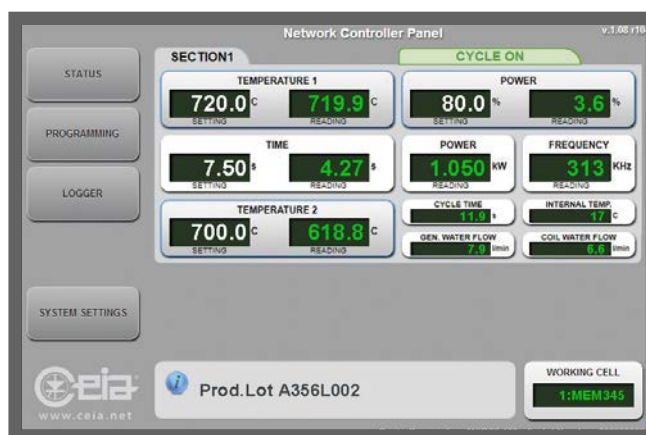 Network Controller Panel
v.1.08 r10
STATUS
PROGRAMMING
LOGGER
SYSTEM SETTINGS
SECTION1
CYCLE ON
TEMPERATURE 1
720.0 C 719.9 C
SETTING READING
POWER
80.0 % 3.6 %
SETTING READING
TIME
7.50 s 4.27 s
SETTING READING
POWER
1.050 kW
READING
FREQUENCY
313 KHz
READING
TEMPERATURE 2
700.0 C 618.8 C
SETTING READING
CYCLE TIME
11.9 s
INTERNAL TEMP.
17 C
GEN. WATER FLOW
7.9 l/min
COIL WATER FLOW
6.6 l/min
Ceia
www.ceia.net
i Prod.Lot A356L002
WORKING CELL
1:MEM345